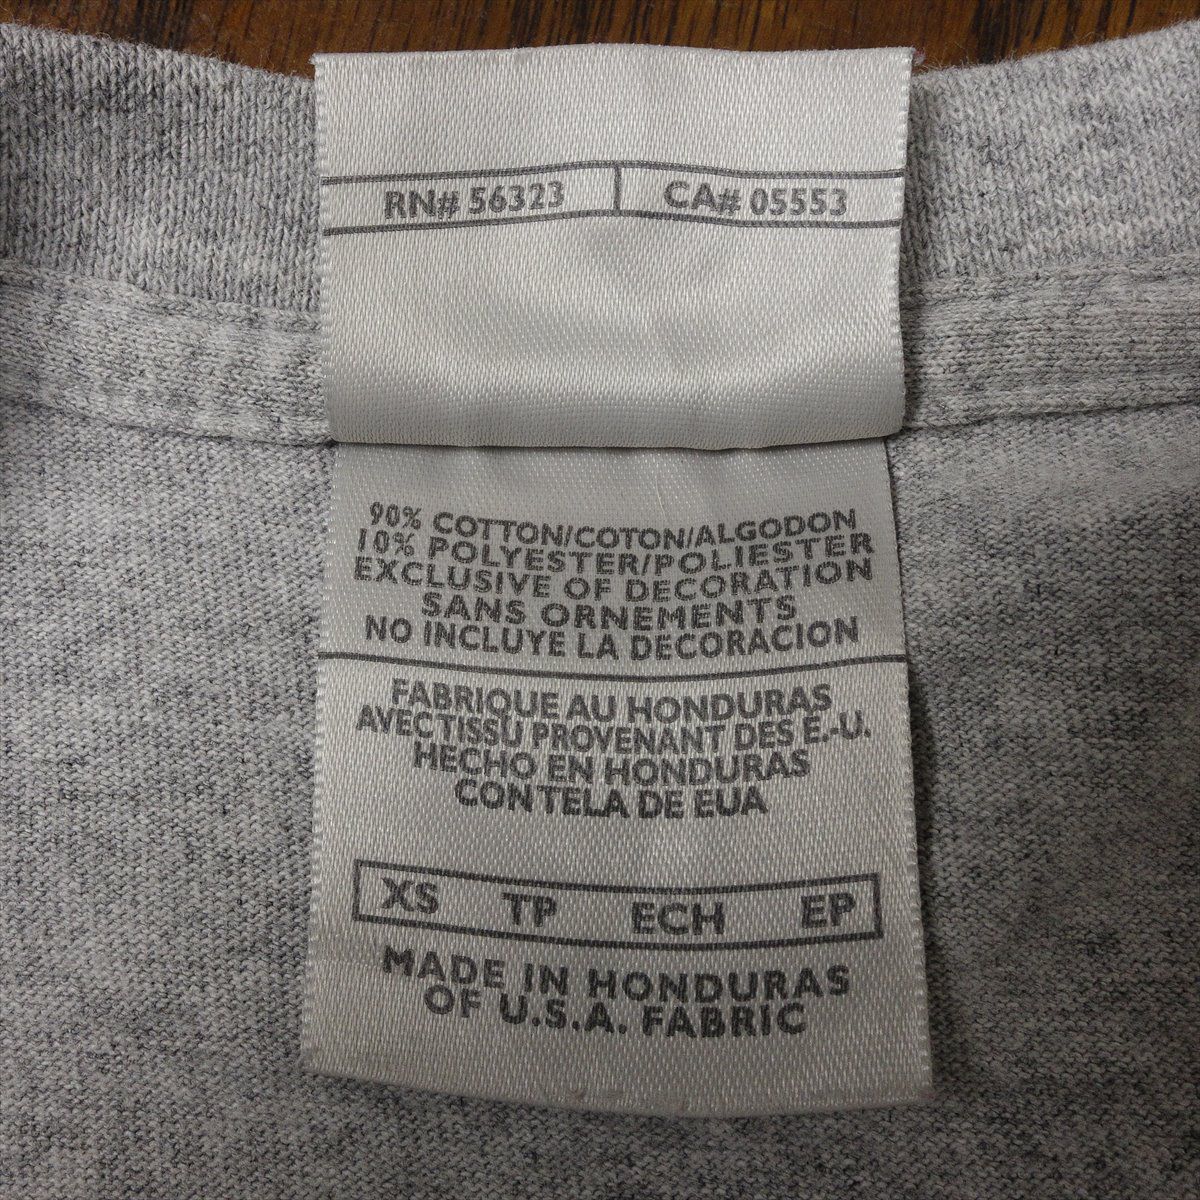 RN# 56323 CA# 05553
90% COTTON/COTON/ALGODON
10% POLYESTER/POLIESTER
EXCLUSIVE OF DECORATION
SANS ORNEMENTS
NO INCLUYE LA DECORACION
FABRIQUE AU HONDURAS
AVEC TISSU PROVENANT DES E.-U.
HECHO EN HONDURAS
CON TELA DE EUA
XS TP ECH EP
MADE IN HONDURAS
OF U.S.A. FABRIC